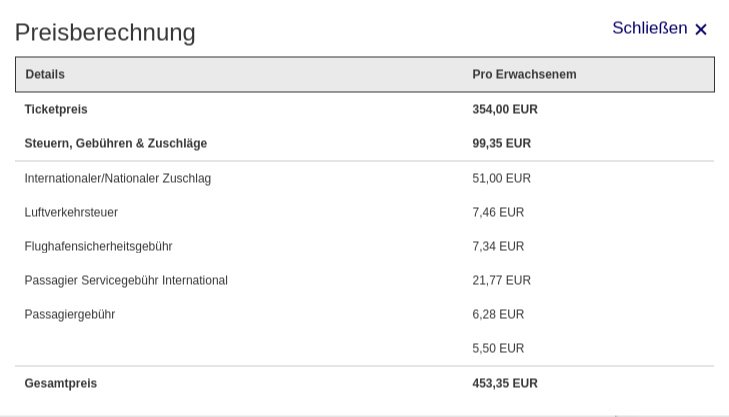 Preisberechnung
Schließen ✕
Details Pro Erwachsenem
Ticketpreis 354,00 EUR
Steuern, Gebühren & Zuschläge 99,35 EUR
Internationaler/Nationaler Zuschlag 51,00 EUR
Luftverkehrsteuer 7,46 EUR
Flughafensicherheitsgebühr 7,34 EUR
Passagier Servicegebühr International 21,77 EUR
Passagiergebühr 6,28 EUR
5,50 EUR
Gesamtpreis 453,35 EUR